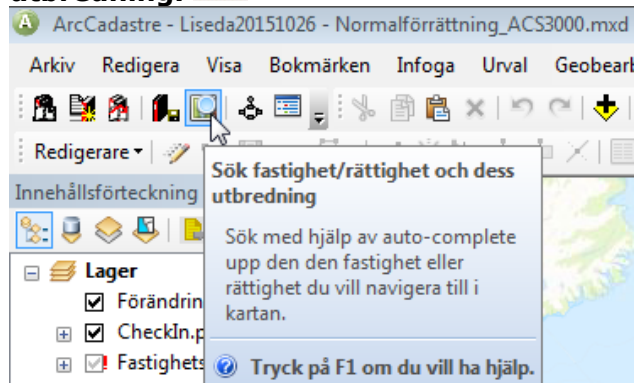 ArcCadastre - Liseda20151026 - Normalförrättning_ACS3000.mxd
Arkiv Redigera Visa Bokmärken Infoga Urval Geobearb
Redigerare
Sök fastighet/rättighet och dess
utbredning
Innehållsförteckning
Sök med hjälp av auto-complete
upp den den fastighet eller
rättighet du vill navigera till i
kartan.
Lager
Förändrin
CheckIn.p
Fastighets
Tryck på F1 om du vill ha hjälp.